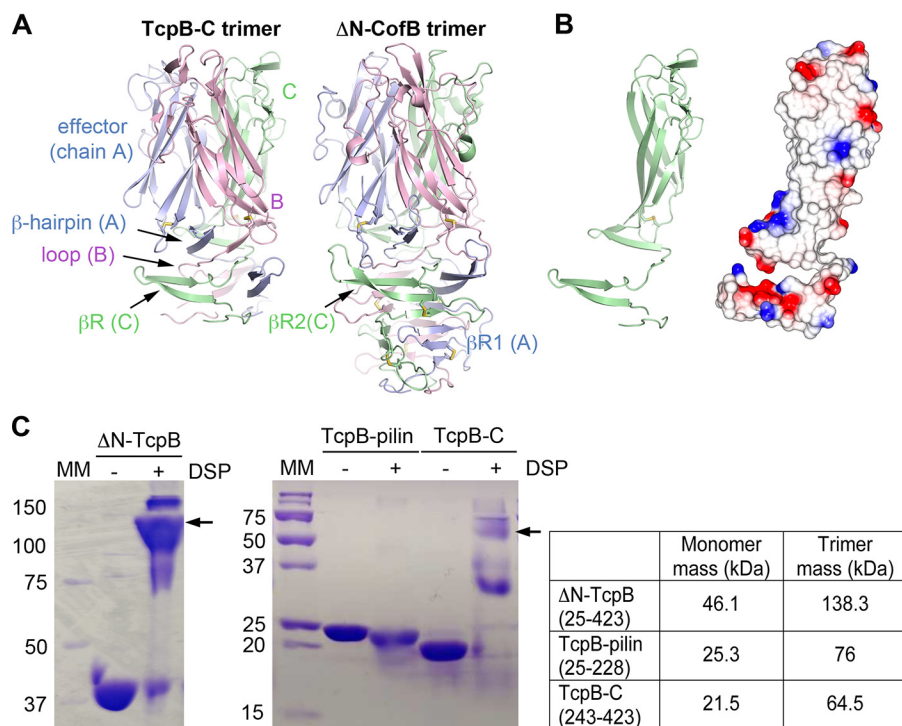 A
TcpB-C trimer
ΔN-CofB trimer
B
C
effector
(chain A)
B
β-hairpin (A)
loop (B)
βR (C)
βR2(C)
βR1 (A)
C
ΔN-TcpB
MM - + DSP
150
100
75
50
37
TcpB-pilin TcpB-C
MM - + - + DSP
75
50
37
25
20
15
Monomer mass (kDa) Trimer mass (kDa)
ΔN-TcpB (25-423) 46.1 138.3
TcpB-pilin (25-228) 25.3 76
TcpB-C (243-423) 21.5 64.5